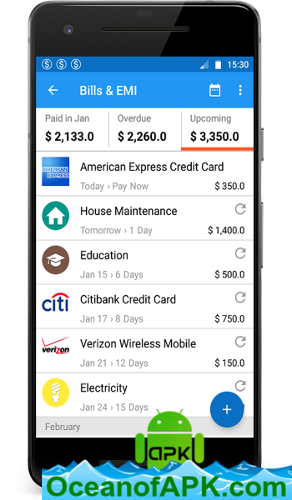 15:30
Bills & EMI
Paid in Jan Overdue Upcoming
$ 2,133.0 $ 2,260.0 $ 3,350.0
AMERICAN EXPRESS
American Express Credit Card
Today › Pay Now $ 350.0
House Maintenance
Tomorrow › 1 Day $ 1,400.0
Education
Jan 15 › 6 Days $ 500.0
citi
Citibank Credit Card
Jan 17 › 8 Days $ 750.0
verizon
Verizon Wireless Mobile
Jan 21 › 12 Days $ 150.0
Electricity
Jan 24 › 15 Days
February
apk
OceanofAPK.com